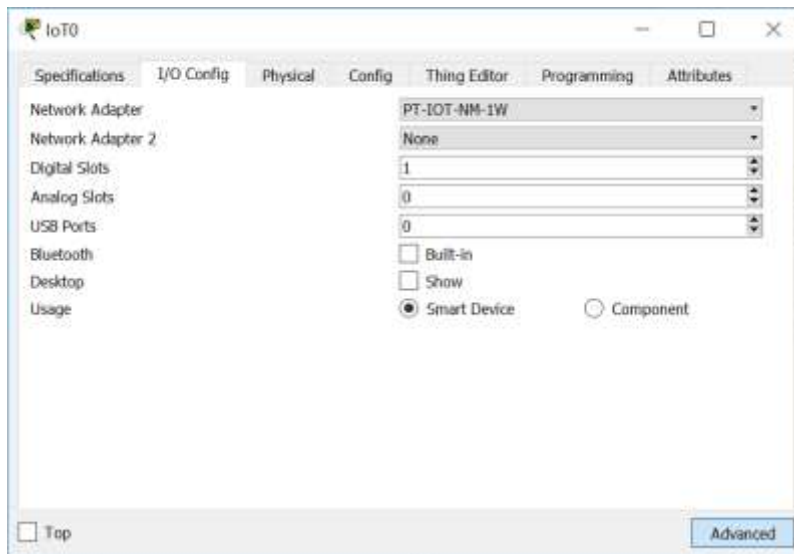 IoT0
Specifications I/O Config Physical Config Thing Editor Programming Attributes
Network Adapter PT-IOT-NM-1W
Network Adapter 2 None
Digital Slots 1
Analog Slots 0
USB Ports 0
Bluetooth Built-in
Desktop Show
Usage Smart Device Component
Top Advanced